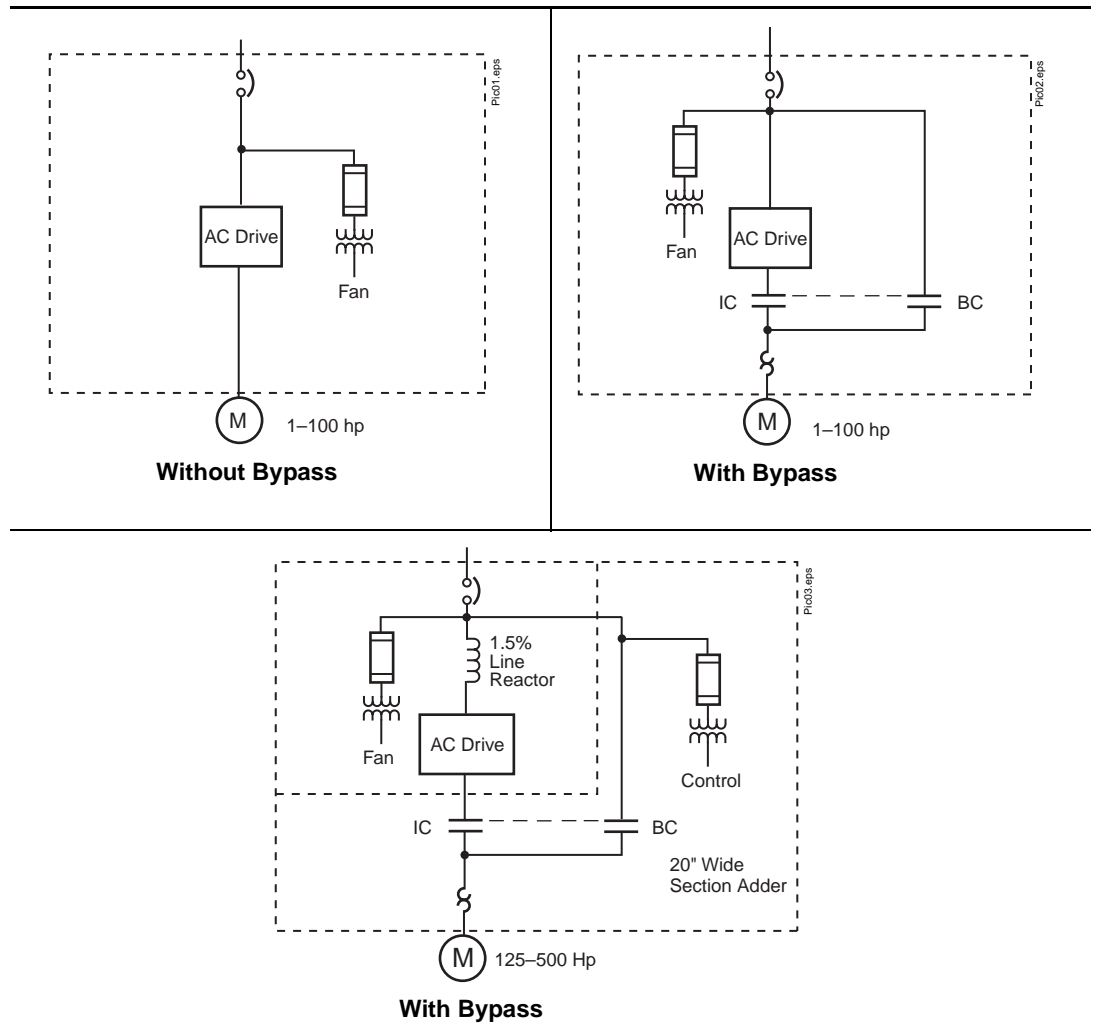 Pic01.eps
AC Drive
Fan
M
1–100 hp
Without Bypass
Pic02.eps
Fan
AC Drive
IC
BC
M
1–100 hp
With Bypass
Pic03.eps
1.5%
Line
Reactor
AC Drive
Fan
Control
IC
BC
20" Wide
Section Adder
M
125–500 Hp
With Bypass